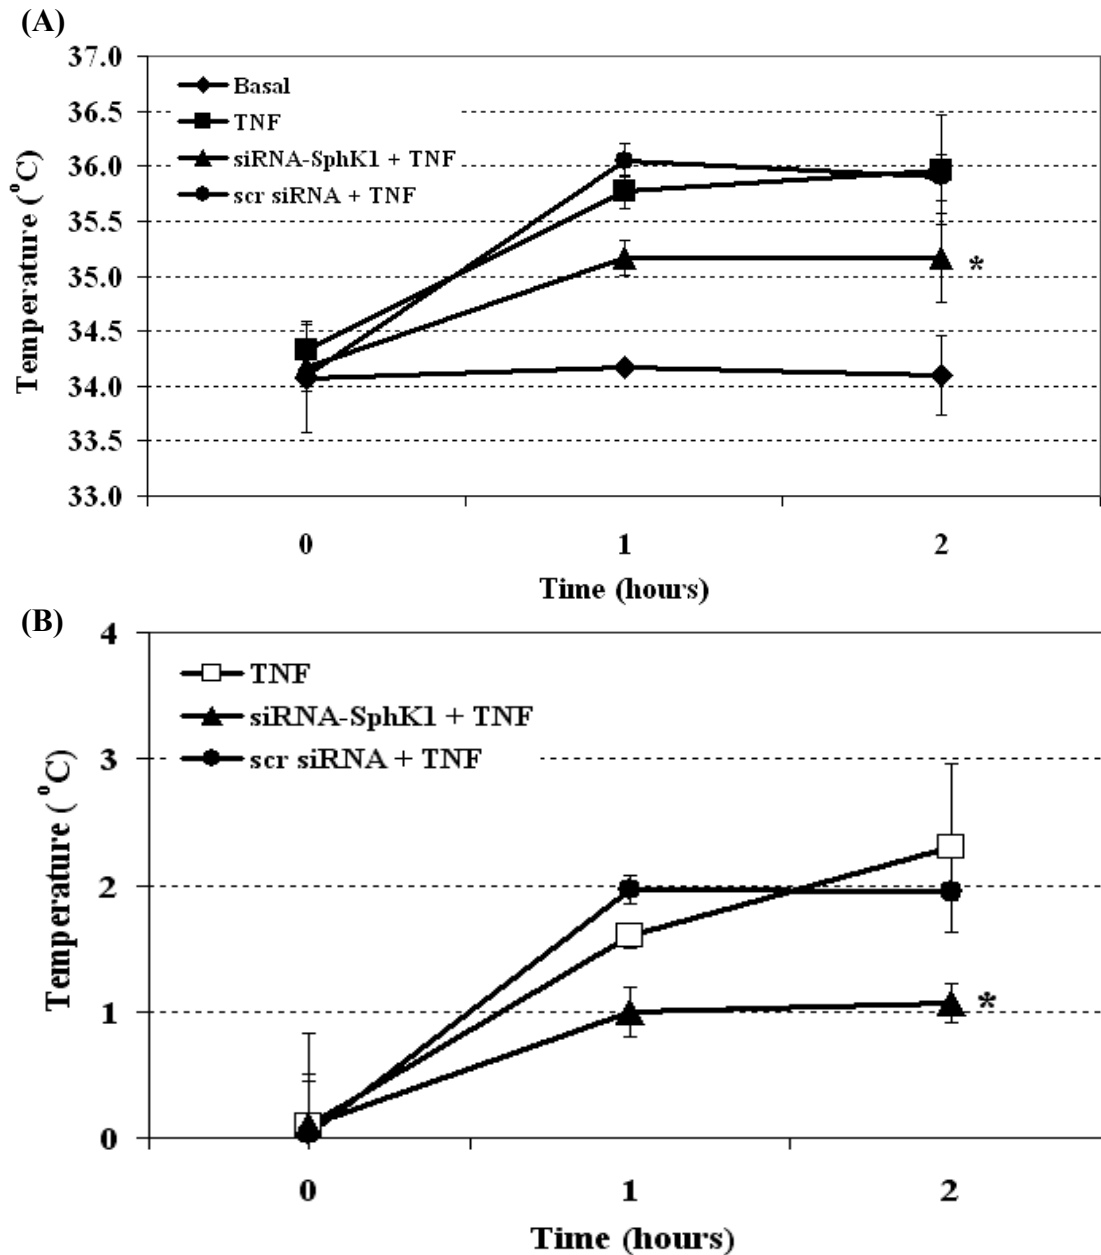 (A)
37.0
36.5
36.0
35.5
35.0
34.5
34.0
33.5
33.0
Temperature (°C)
Basal
TNF
siRNA-SphK1 + TNF
scr siRNA + TNF
*
0 1 2
Time (hours)
(B)
4
3
2
1
0
Temperature (°C)
TNF
siRNA-SphK1 + TNF
scr siRNA + TNF
*
0 1 2
Time (hours)